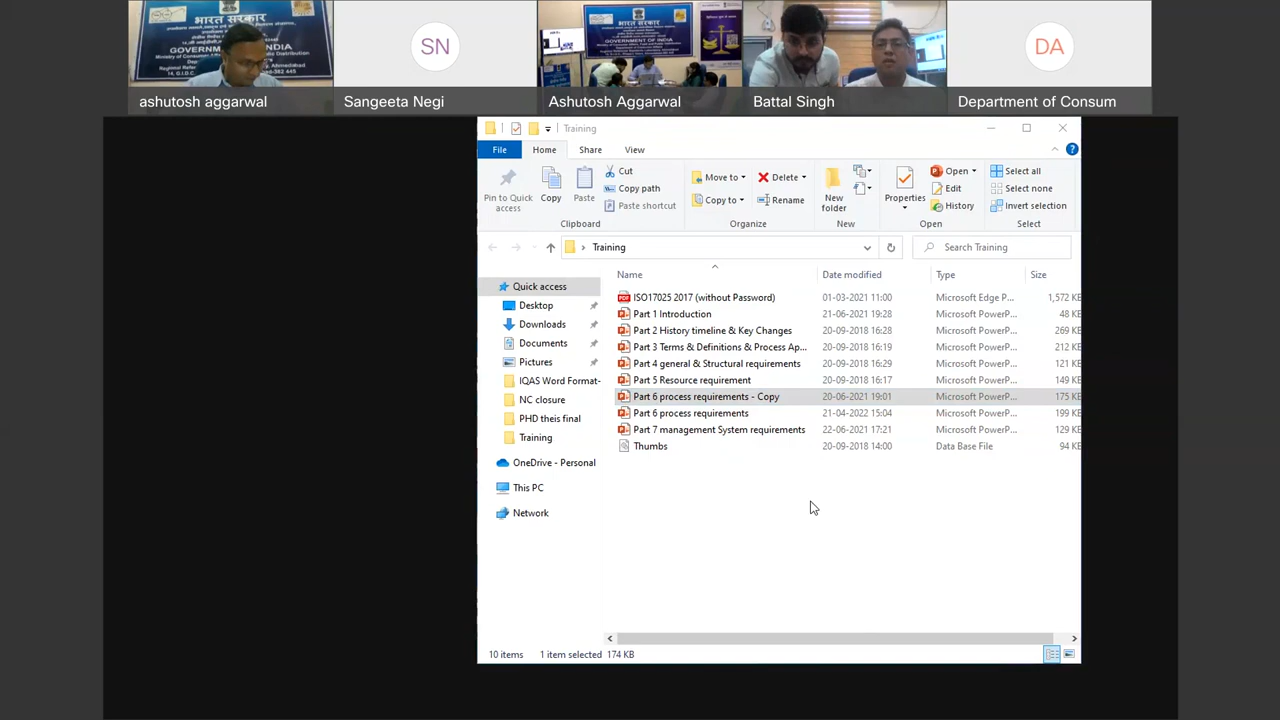 भारत सरकार
GOVERNMENT OF INDIA
SN
भारत सरकार
GOVERNMENT OF INDIA
DA
ashutosh aggarwal
Sangeeta Negi
Ashutosh Aggarwal
Battal Singh
Department of Consum
Training
File
Home
Share
View
Pin to Quick access
Copy
Paste
Cut
Copy path
Paste shortcut
Clipboard
Move to
Copy to
Delete
Rename
Organize
New folder
New
Properties
Open
Edit
History
Open
Select all
Select none
Invert selection
Select
Training
Search Training
Name Date modified Type Size
Quick access
Desktop
Downloads
Documents
Pictures
IQAS Word Format-
NC closure
PHD theis final
Training
OneDrive - Personal
This PC
Network
ISO17025 2017 (without Password) 01-03-2021 11:00 Microsoft Edge P... 1,572 KB
Part 1 Introduction 21-06-2021 19:28 Microsoft PowerP... 48 KB
Part 2 History timeline & Key Changes 20-09-2018 16:28 Microsoft PowerP... 269 KB
Part 3 Terms & Definitions & Process Ap... 20-09-2018 16:19 Microsoft PowerP... 212 KB
Part 4 general & Structural requirements 20-09-2018 16:29 Microsoft PowerP... 121 KB
Part 5 Resource requirement 20-09-2018 16:17 Microsoft PowerP... 149 KB
Part 6 process requirements - Copy 20-06-2021 19:01 Microsoft PowerP... 175 KB
Part 6 process requirements 21-04-2022 15:04 Microsoft PowerP... 199 KB
Part 7 management System requirements 22-06-2021 17:21 Microsoft PowerP... 129 KB
Thumbs 20-09-2018 14:00 Data Base File 94 KB
10 items 1 item selected 174 KB